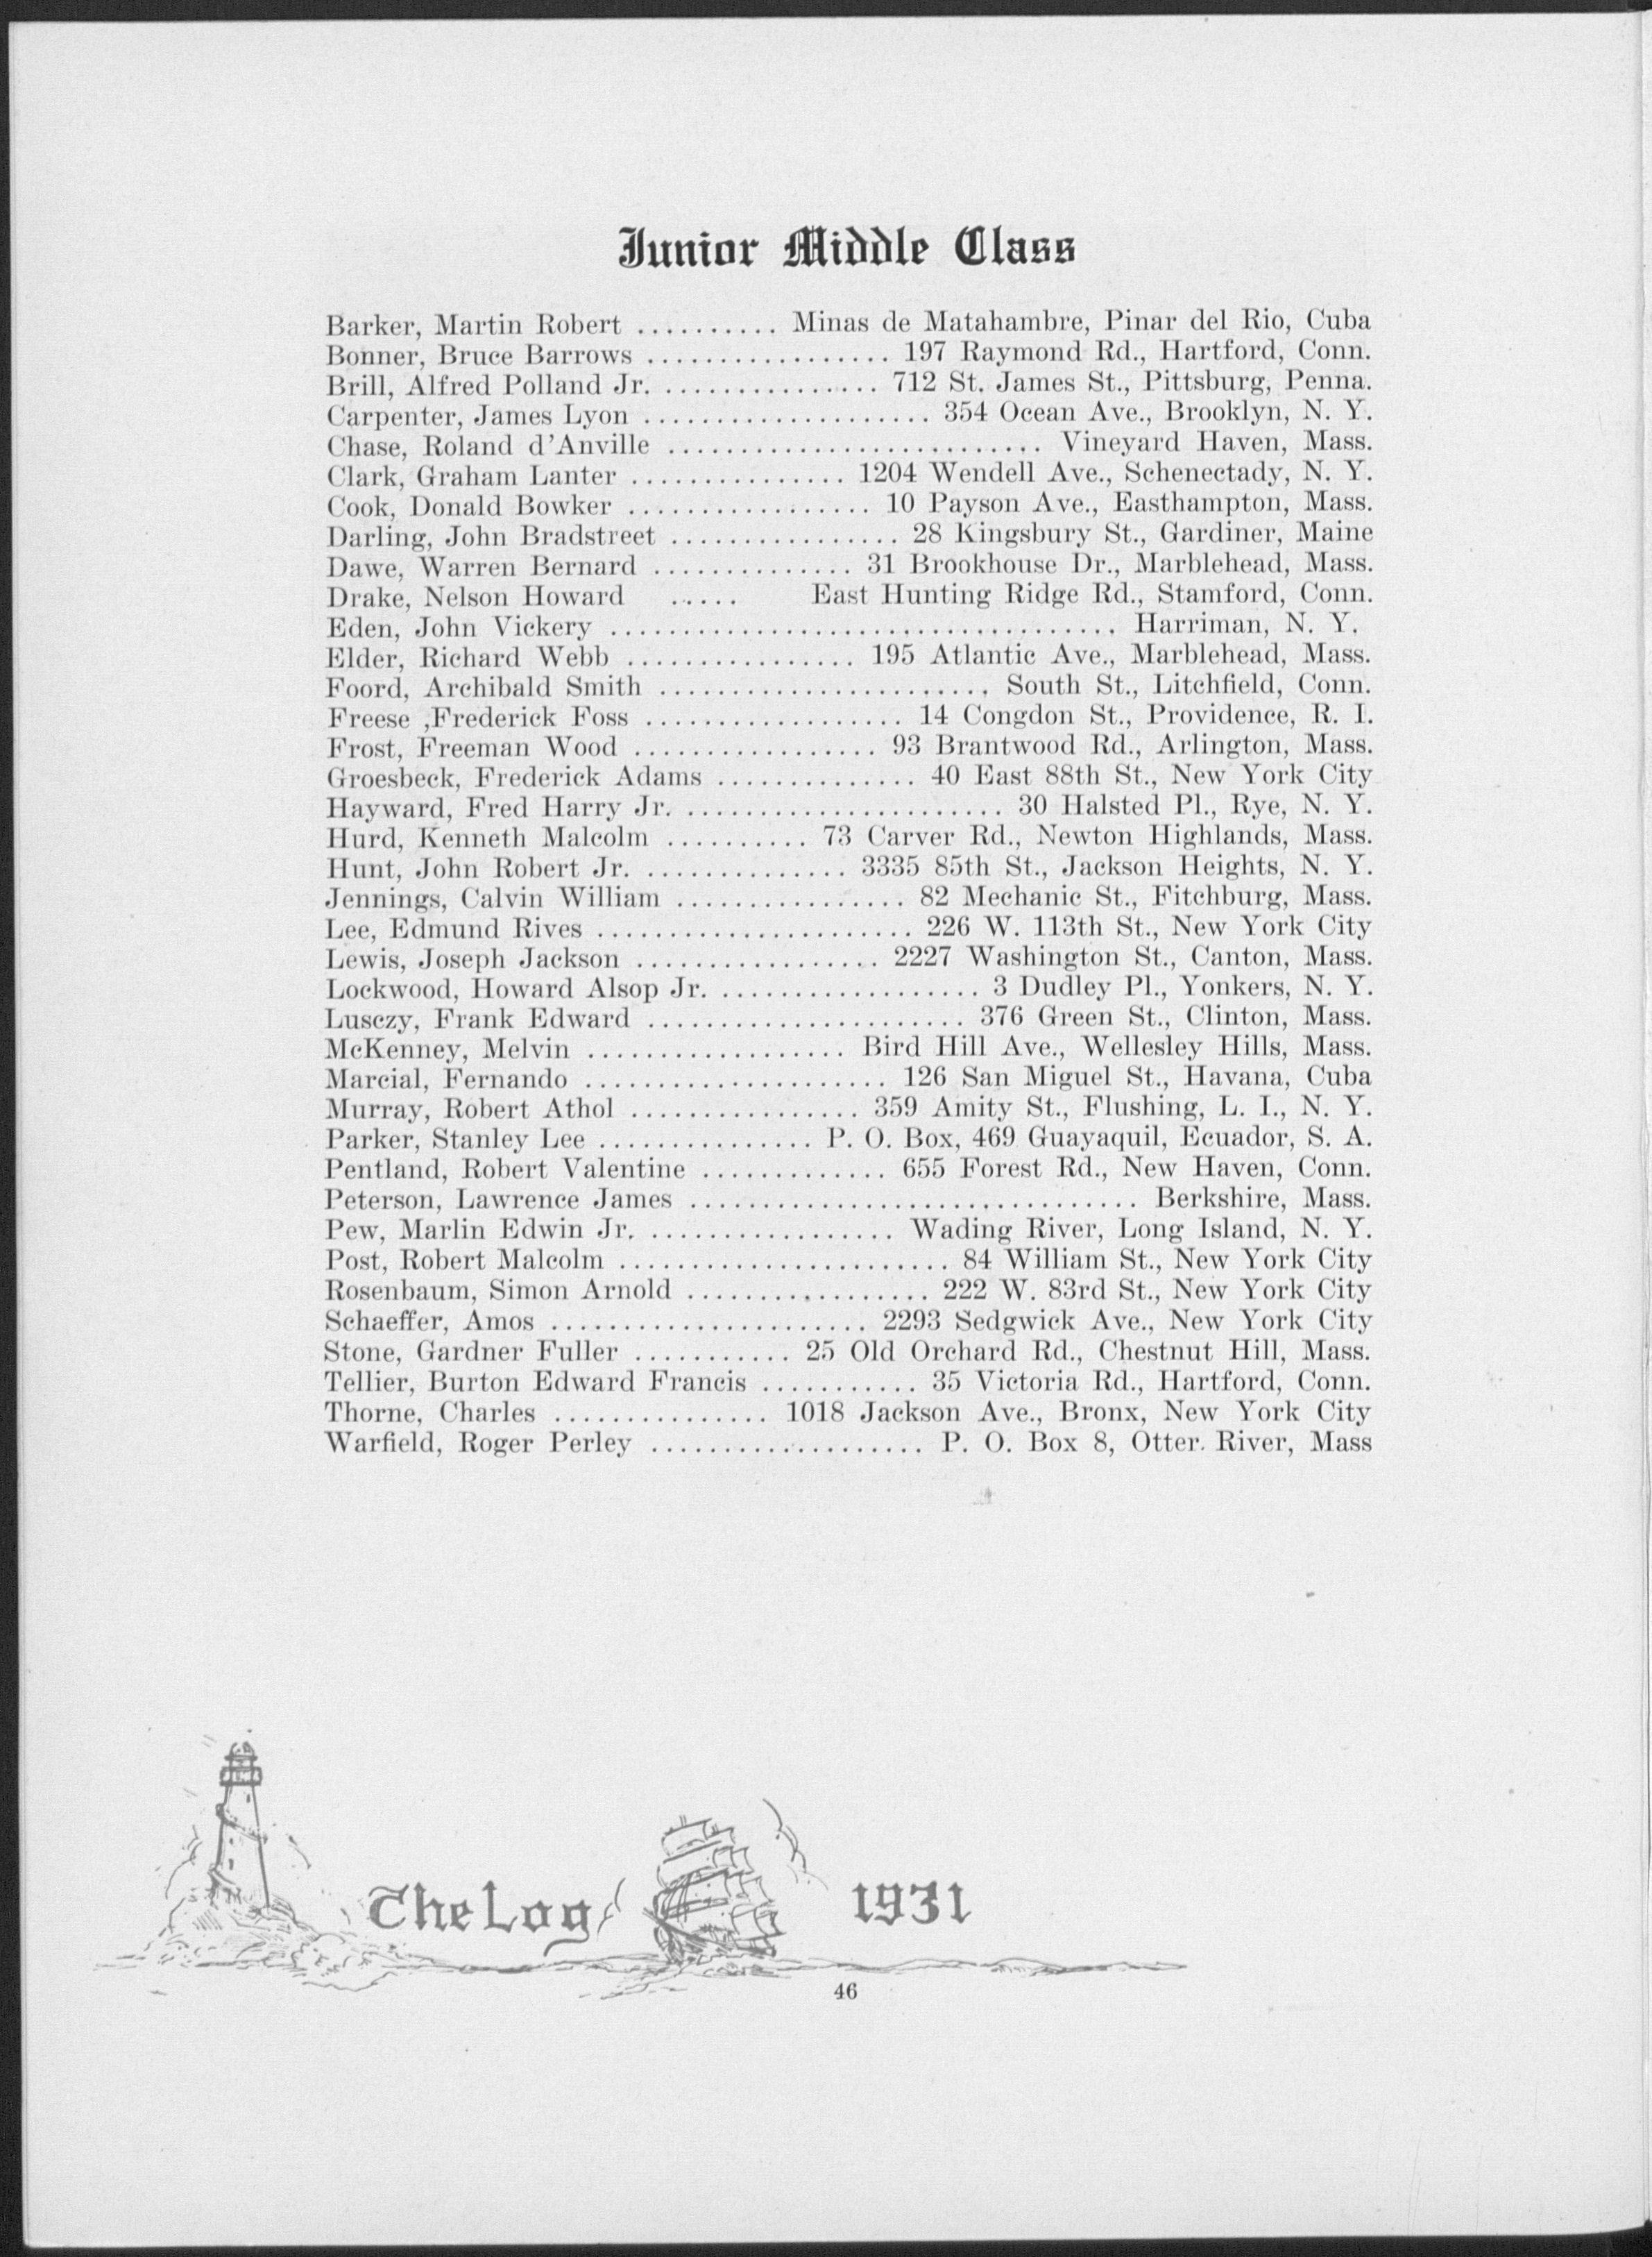 Junior Middle Class
Barker, Martin Robert .......... Minas de Matahambre, Pinar del Rio, Cuba
Bonner, Bruce Barrows ................. 197 Raymond Rd., Hartford, Conn.
Brill, Alfred Polland Jr. ............... 712 St. James St., Pittsburg, Penna.
Carpenter, James Lyon .................... 354 Ocean Ave., Brooklyn, N. Y.
Chase, Roland d'Anville .......................... Vineyard Haven, Mass.
Clark, Graham Lanter ............... 1204 Wendell Ave., Schenectady, N. Y.
Cook, Donald Bowker ................. 10 Payson Ave., Easthampton, Mass.
Darling, John Bradstreet ................ 28 Kingsbury St., Gardiner, Maine
Dawe, Warren Bernard .............. 31 Brookhouse Dr., Marblehead, Mass.
Drake, Nelson Howard ..... East Hunting Ridge Rd., Stamford, Conn.
Eden, John Vickery ................................... Harriman, N. Y.
Elder, Richard Webb ................ 195 Atlantic Ave., Marblehead, Mass.
Foord, Archibald Smith ....................... South St., Litchfield, Conn.
Freese ,Frederick Foss .................. 14 Congdon St., Providence, R. I.
Frost, Freeman Wood ................. 93 Brantwood Rd., Arlington, Mass.
Groesbeck, Frederick Adams .............. 40 East 88th St., New York City
Hayward, Fred Harry Jr. ...................... 30 Halsted Pl., Rye, N. Y.
Hurd, Kenneth Malcolm .......... 73 Carver Rd., Newton Highlands, Mass.
Hunt, John Robert Jr. .............. 3335 85th St., Jackson Heights, N. Y.
Jennings, Calvin William ................ 82 Mechanic St., Fitchburg, Mass.
Lee, Edmund Rives ...................... 226 W. 113th St., New York City
Lewis, Joseph Jackson ................. 2227 Washington St., Canton, Mass.
Lockwood, Howard Alsop Jr. .................. 3 Dudley Pl., Yonkers, N. Y.
Lusczy, Frank Edward ...................... 376 Green St., Clinton, Mass.
McKenney, Melvin .................. Bird Hill Ave., Wellesley Hills, Mass.
Marcial, Fernando ..................... 126 San Miguel St., Havana, Cuba
Murray, Robert Athol ................ 359 Amity St., Flushing, L. I., N. Y.
Parker, Stanley Lee ............... P. O. Box, 469 Guayaquil, Ecuador, S. A.
Pentland, Robert Valentine ............. 655 Forest Rd., New Haven, Conn.
Peterson, Lawrence James ............................... Berkshire, Mass.
Pew, Marlin Edwin Jr. ................. Wading River, Long Island, N. Y.
Post, Robert Malcolm ....................... 84 William St., New York City
Rosenbaum, Simon Arnold ................. 222 W. 83rd St., New York City
Schaeffer, Amos ...................... 2293 Sedgwick Ave., New York City
Stone, Gardner Fuller ........... 25 Old Orchard Rd., Chestnut Hill, Mass.
Tellier, Burton Edward Francis ........... 35 Victoria Rd., Hartford, Conn.
Thorne, Charles ............... 1018 Jackson Ave., Bronx, New York City
Warfield, Roger Perley ................... P. O. Box 8, Otter. River, Mass
The Log 1931
46